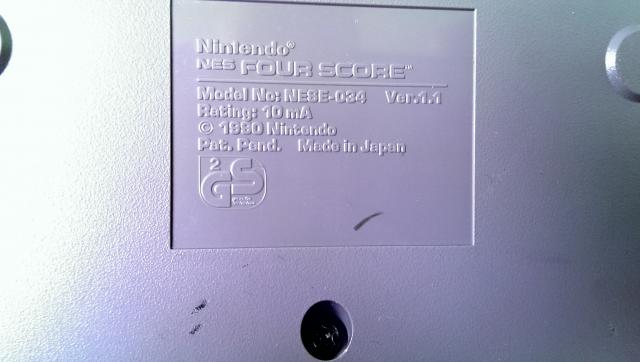 Nintendo®
NES FOUR SCORE™
Model No: NESE-034 Ver.1.1
Rating: 10 mA
© 1990 Nintendo
Pat. Pend. Made in Japan
2
GS